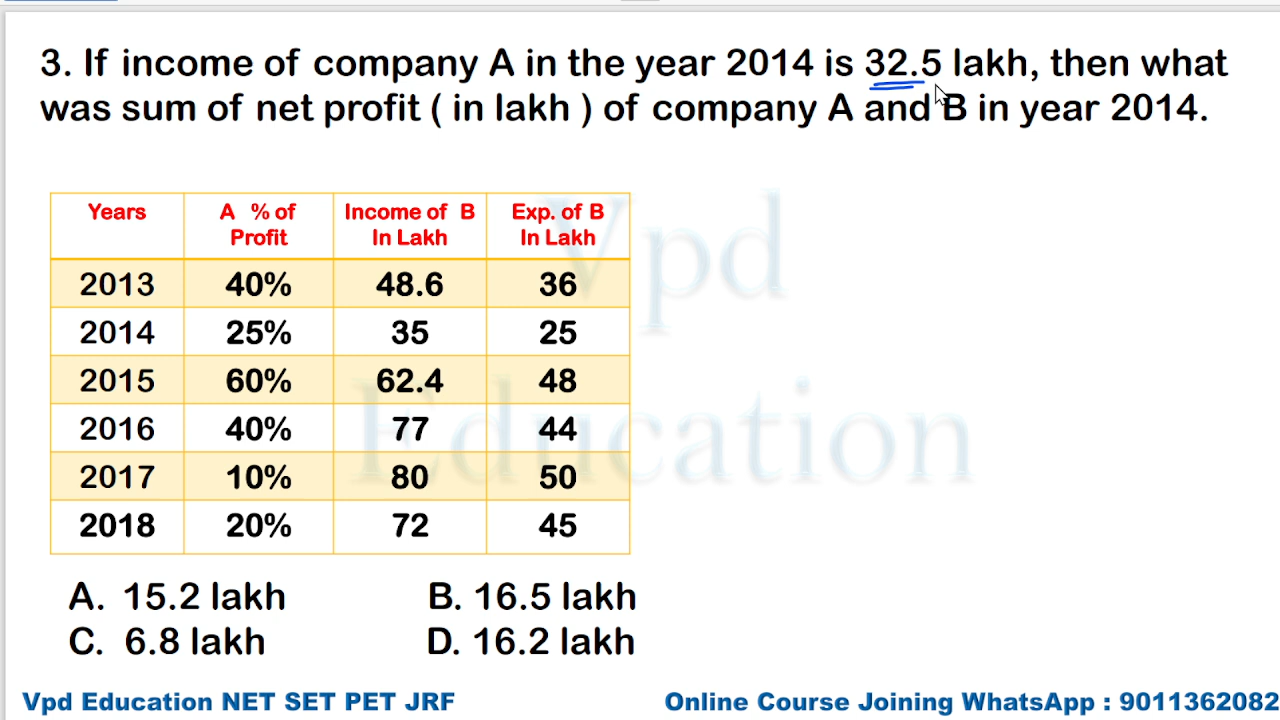 3. If income of company A in the year 2014 is 32.5 lakh, then what
was sum of net profit ( in lakh ) of company A and B in year 2014.
Years A % of Profit Income of B In Lakh Exp. of B In Lakh
2013 40% 48.6 36
2014 25% 35 25
2015 60% 62.4 48
2016 40% 77 44
2017 10% 80 50
2018 20% 72 45
Vpd
Education
A. 15.2 lakh B. 16.5 lakh
C. 6.8 lakh D. 16.2 lakh
Vpd Education NET SET PET JRF Online Course Joining WhatsApp : 9011362082